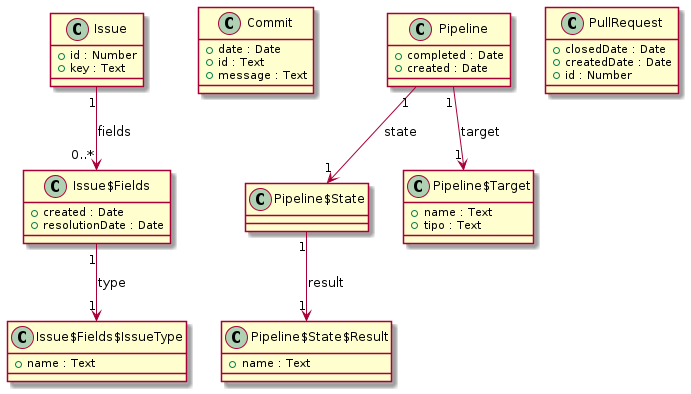 C Issue
id : Number
key : Text
C Commit
date : Date
id : Text
message : Text
C Pipeline
completed : Date
created : Date
C PullRequest
closedDate : Date
createdDate : Date
id : Number
1
fields
0..*
1
state
1
1
target
1
C Issue$Fields
created : Date
resolutionDate : Date
C Pipeline$State
C Pipeline$Target
name : Text
tipo : Text
1
type
1
1
result
1
C Issue$Fields$IssueType
name : Text
C Pipeline$State$Result
name : Text